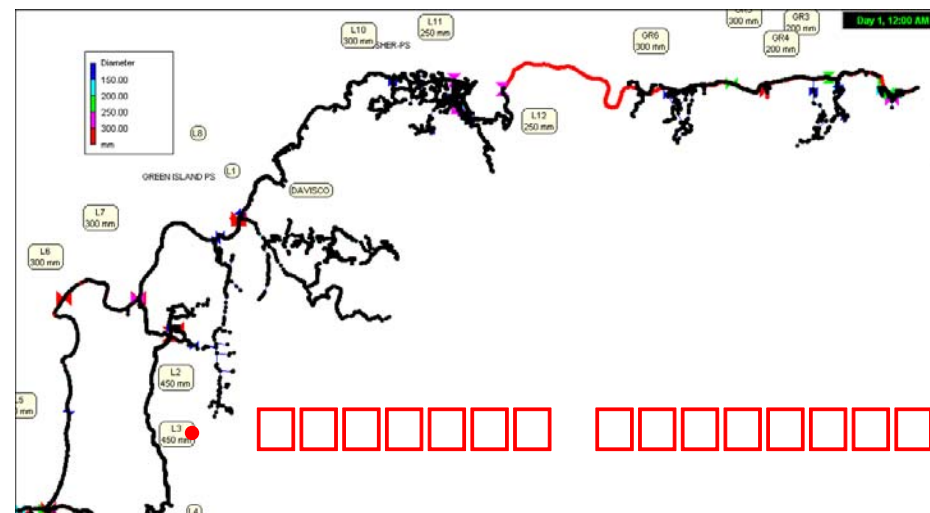 L10
300 mm
L11
250 mm
300 mm
GR3
200 mm
Day 1, 12:00 AM
GR6
300 mm
GR4
200 mm
SHER-PS
Diameter
150.00
200.00
250.00
300.00
mm
L12
250 mm
L8
GREEN ISLAND PS
L1
DAVISCO
L7
300 mm
L6
300 mm
L2
450 mm
L5
mm
L3
450 mm
L4